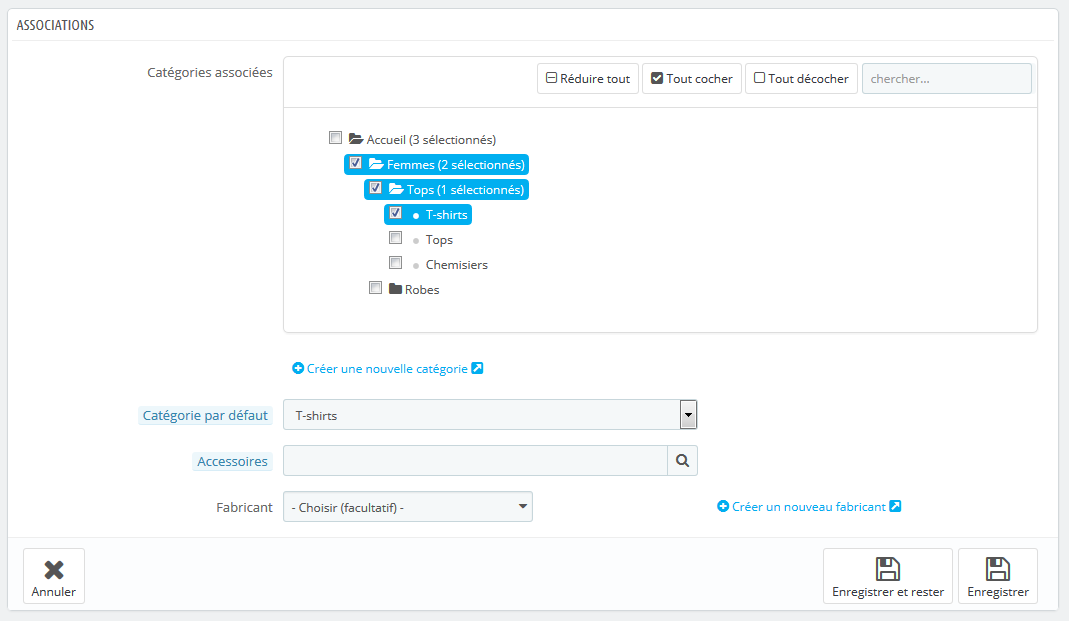 ASSOCIATIONS
Catégories associées
Réduire tout Tout cocher Tout décocher chercher...
Accueil (3 sélectionnés)
Femmes (2 sélectionnés)
Tops (1 sélectionnés)
T-shirts
Tops
Chemisiers
Robes
Créer une nouvelle catégorie
Catégorie par défaut T-shirts
Accessoires
Fabricant - Choisir (facultatif) - Créer un nouveau fabricant
Annuler Enregistrer et rester Enregistrer